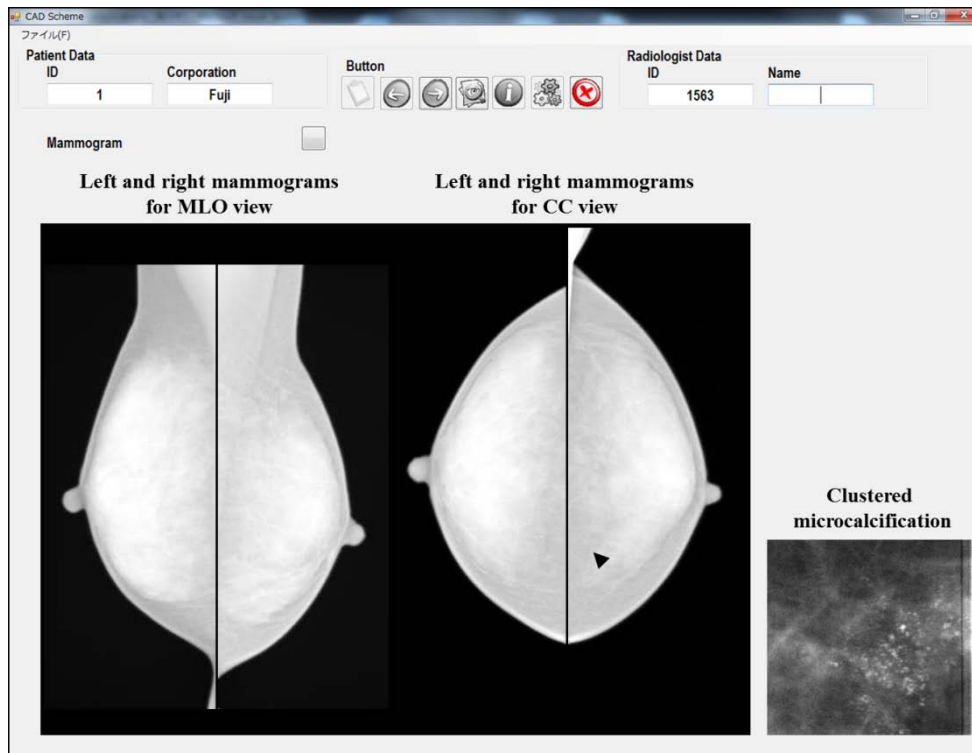 CAD Scheme
ファイル(F)
Patient Data
ID
Corporation
1
Fuji
Button
Radiologist Data
ID
Name
1563
Mammogram
Left and right mammograms
for MLO view
Left and right mammograms
for CC view
Clustered
microcalcification